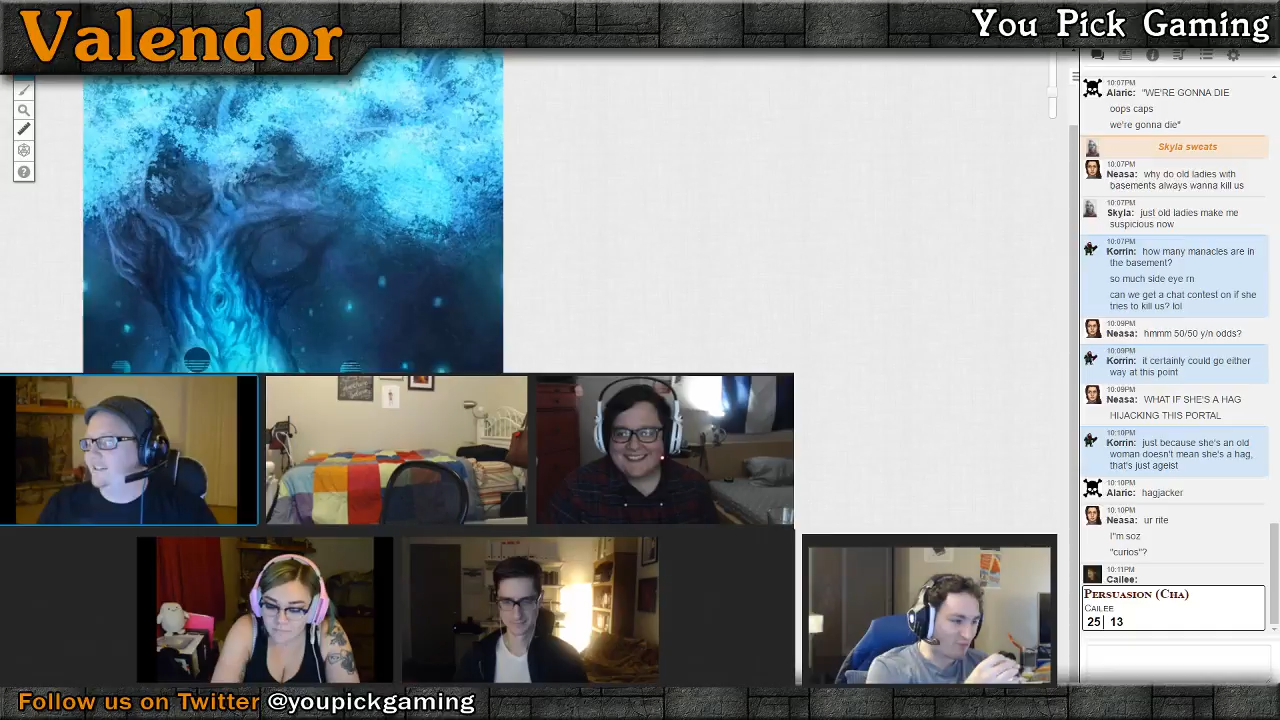 Valendor
You Pick Gaming
10:07PM
Alaric: "WE'RE GONNA DIE
oops caps
we're gonna die"
Skyla sweats
10:07PM
Neasa: why do old ladies with
basements always wanna kill us
10:07PM
Skyla: just old ladies make me
suspicious now
10:07PM
Korrin: how many manacles are in
the basement?
so much side eye rn
can we get a chat contest on if she
tries to kill us? lol
10:09PM
Neasa: hmmm 50/50 y/n odds?
10:09PM
Korrin: it certainly could go either
way at this point
10:09PM
Neasa: WHAT IF SHE'S A HAG
HIJACKING THIS PORTAL
10:10PM
Korrin: just because she's an old
woman doesn't mean she's a hag,
that's just ageist
10:10PM
Alaric: hagjacker
10:10PM
Neasa: ur rite
I"m soz
"curios"?
10:11PM
Cailee:
PERSUASION (CHA)
CAILEE
25| 13
Follow us on Twitter @youpickgaming